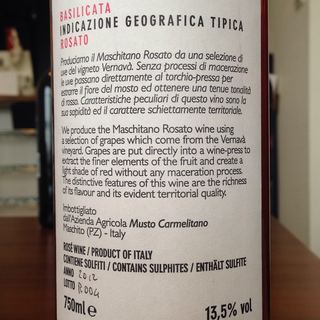 BASILICATA
INDICAZIONE GEOGRAFICA TIPICA
ROSATO
Produciamo il Maschitano Rosato da una selezione di
uve del vigneto Vernavà. Senza processi di macerazione
le uve passano direttamente al torchio-pressa per
estrarre il fiore del mosto ed ottenere una tenue tonalità
di rosso. Caratteristiche peculiari di questo vino sono la
sua sapidità ed il carattere schiettamente territoriale.
We produce the Maschitano Rosato wine using
a selection of grapes which come from the Vernavà
vineyard. Grapes are put directly into a wine-press to
extract the finer elements of the fruit and create a
light shade of red without any maceration process.
The distinctive features of this wine are the richness
of its flavour and its evident territorial quality.
Imbottigliato
dall'Azienda Agricola Musto Carmelitano
Maschito (PZ) - Italy
ROSÉ WINE / PRODUCT OF ITALY
CONTIENE SOLFITI / CONTAINS SULPHITES / ENTHÄLT SULFITE
ANNO 2012
LOTTO R.004
750ml e 13,5% vol